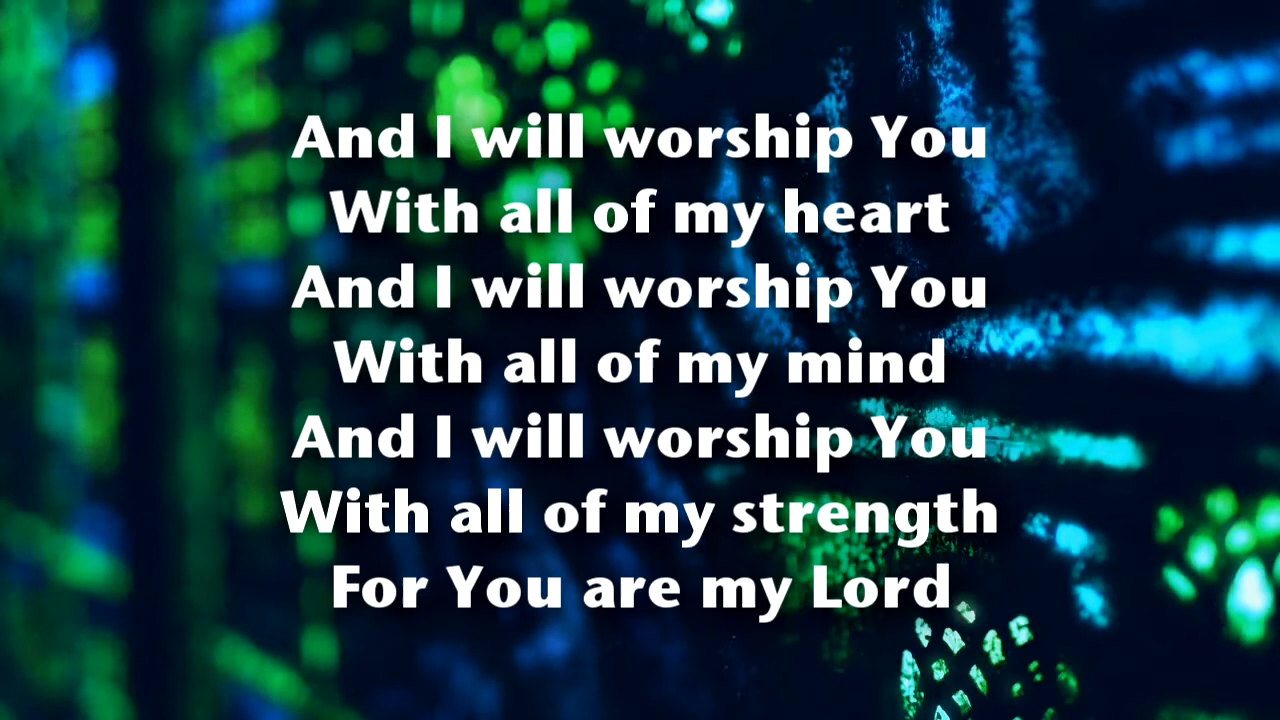 And I will worship You
With all of my heart
And I will worship You
With all of my mind
And I will worship You
With all of my strength
For You are my Lord